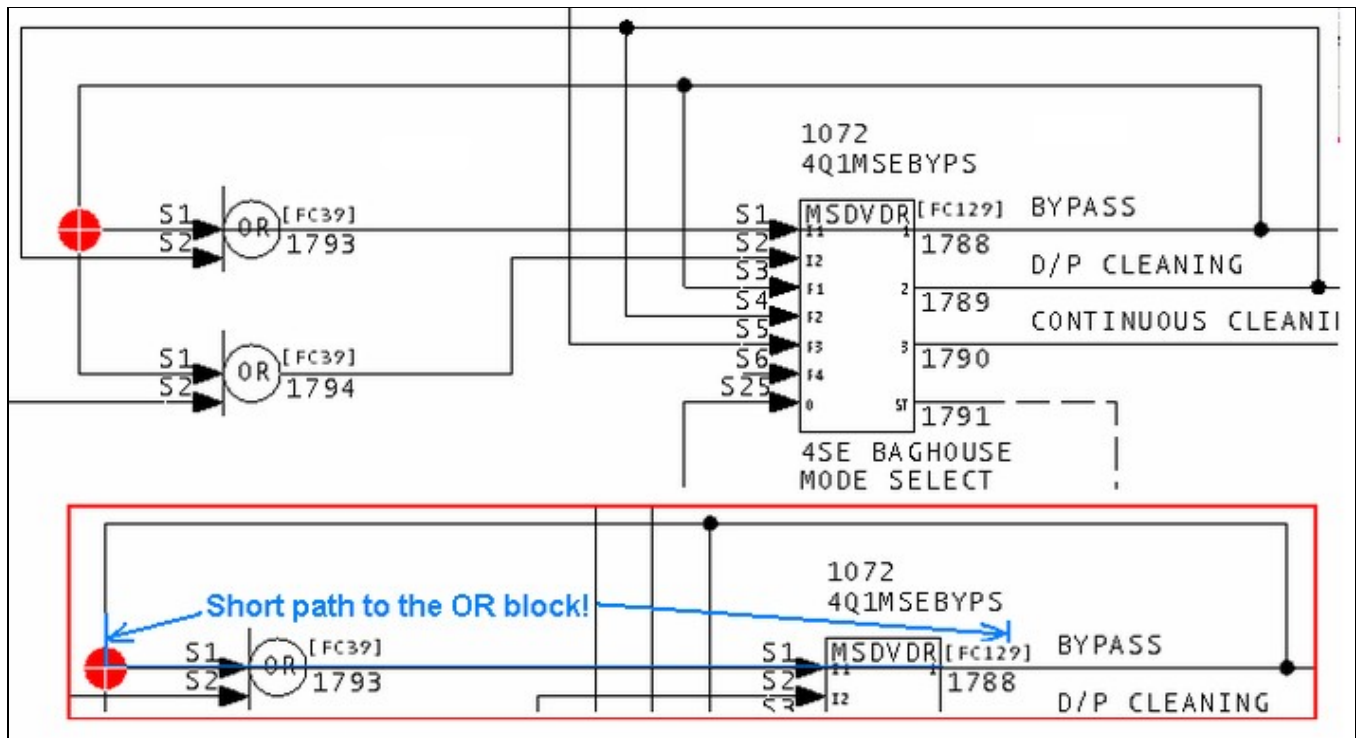 1072
4Q1MSEBYPS
S1 OR [FC39]
S2 1793
S1 MSDVDR [FC129] BYPASS
I1 1 1788
S2 I2 D/P CLEANING
S3 F1 2 1789
S4 F2 CONTINUOUS CLEANI
S5 F3 3 1790
S1 OR [FC39]
S2 1794
S6 F4
S25 0 ST 1791
4SE BAGHOUSE
MODE SELECT
1072
Short path to the OR block! 4Q1MSEBYPS
S1 OR [FC39]
S2 1793
S1 MSDVDR [FC129] BYPASS
I1 1 1788
S2 I2 D/P CLEANING